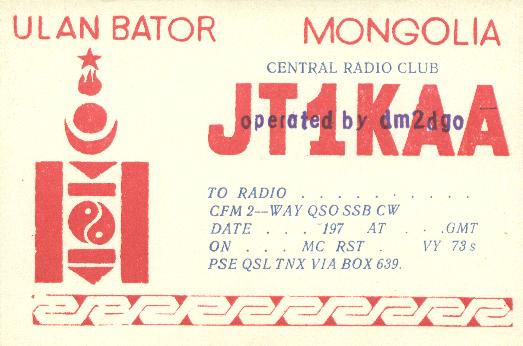 ULAN BATOR MONGOLIA
CENTRAL RADIO CLUB
JT1KAA
operated by dm2dgo
TO RADIO . . . . . . . . . . .
CFM 2—WAY QSO SSB CW
DATE . . . 197 AT . . .GMT
ON . . . MC RST . VY 73 s
PSE QSL TNX VIA BOX 639.